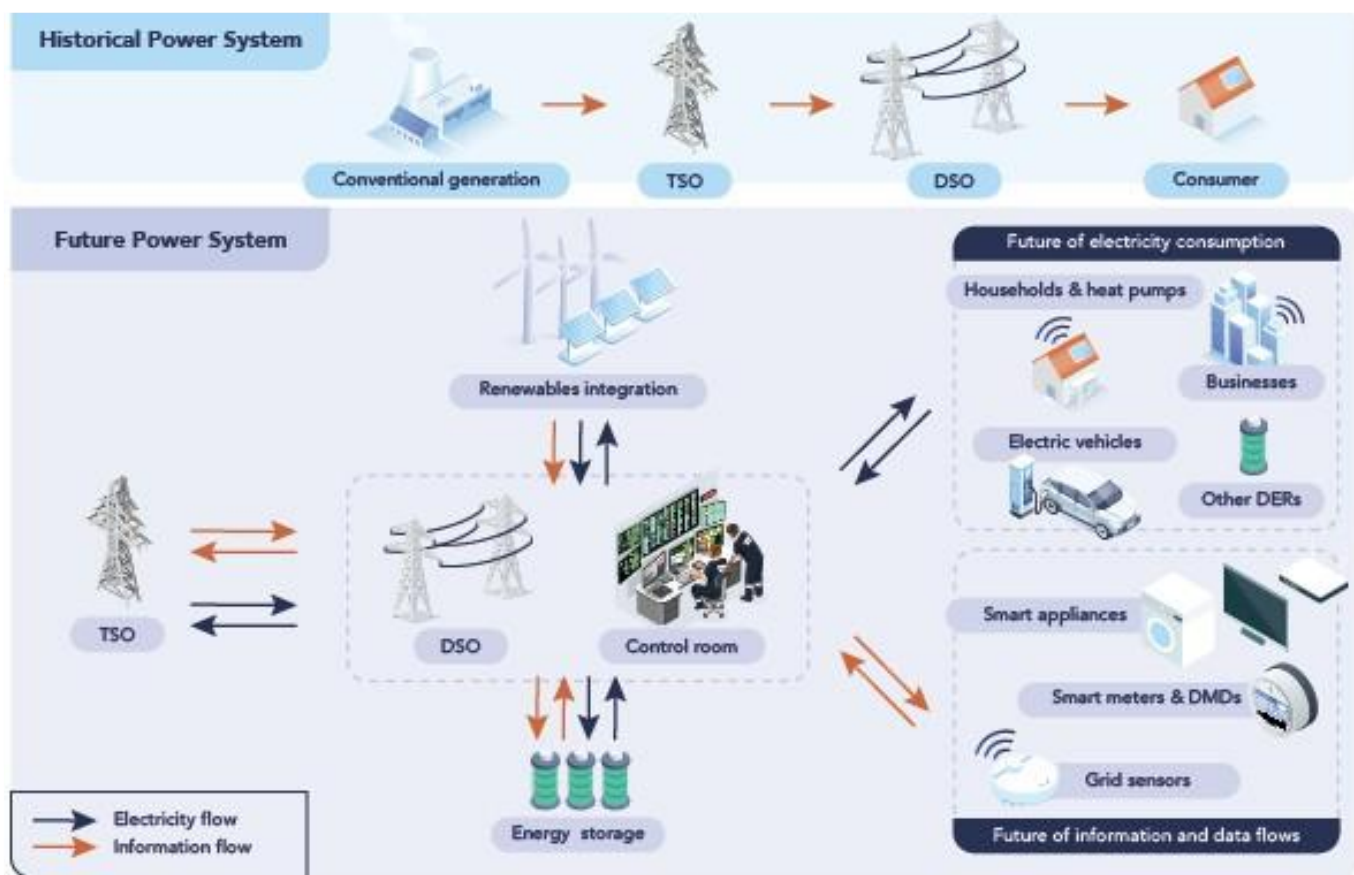 Historical Power System
Conventional generation
TSO
DSO
Consumer
Future Power System
Renewables integration
TSO
DSO
Control room
Energy storage
Future of electricity consumption
Households & heat pumps
Businesses
Electric vehicles
Other DERs
Smart appliances
Smart meters & DMDs
Grid sensors
Future of information and data flows
Electricity flow
Information flow